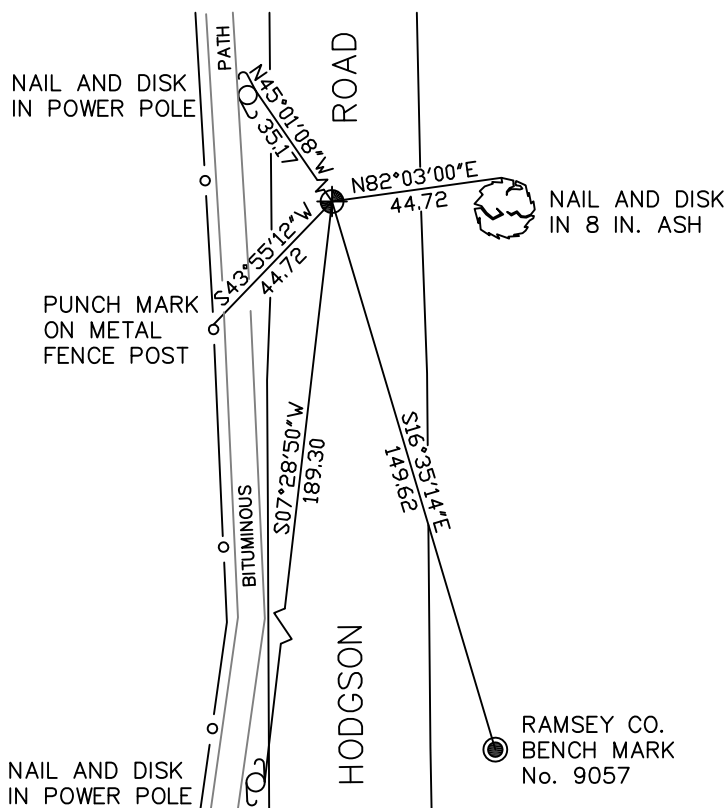 PATH
ROAD
NAIL AND DISK
IN POWER POLE
N45°01'08"W
35.17
N82°03'00"E
44.72
NAIL AND DISK
IN 8 IN. ASH
S43°55'12"W
44.72
PUNCH MARK
ON METAL
FENCE POST
S07°28'50"W
189.30
S16°35'14"E
149.62
BITUMINOUS
HODGSON
RAMSEY CO.
BENCH MARK
No. 9057
NAIL AND DISK
IN POWER POLE